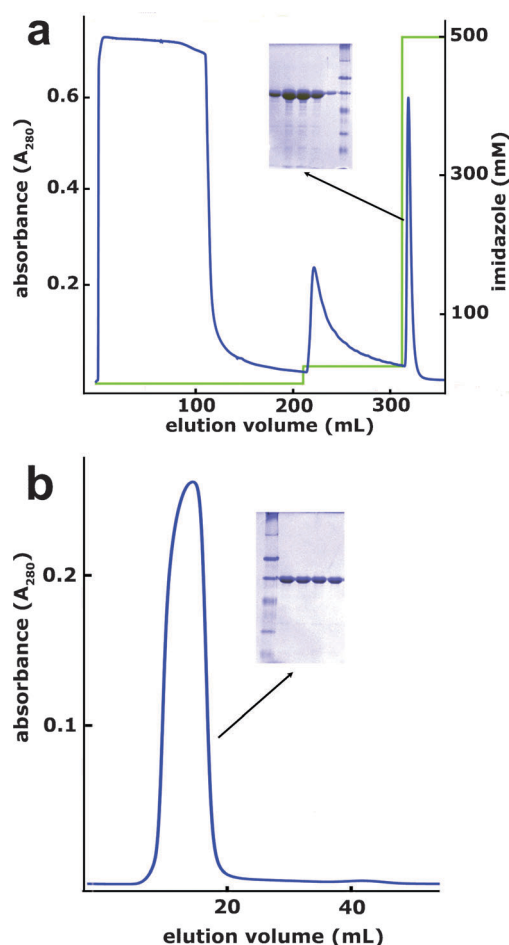 a
absorbance (A280)
0.6
0.4
0.2
500
300
100
imidazole (mM)
100
200
300
elution volume (mL)
b
absorbance (A280)
0.2
0.1
20
40
elution volume (mL)